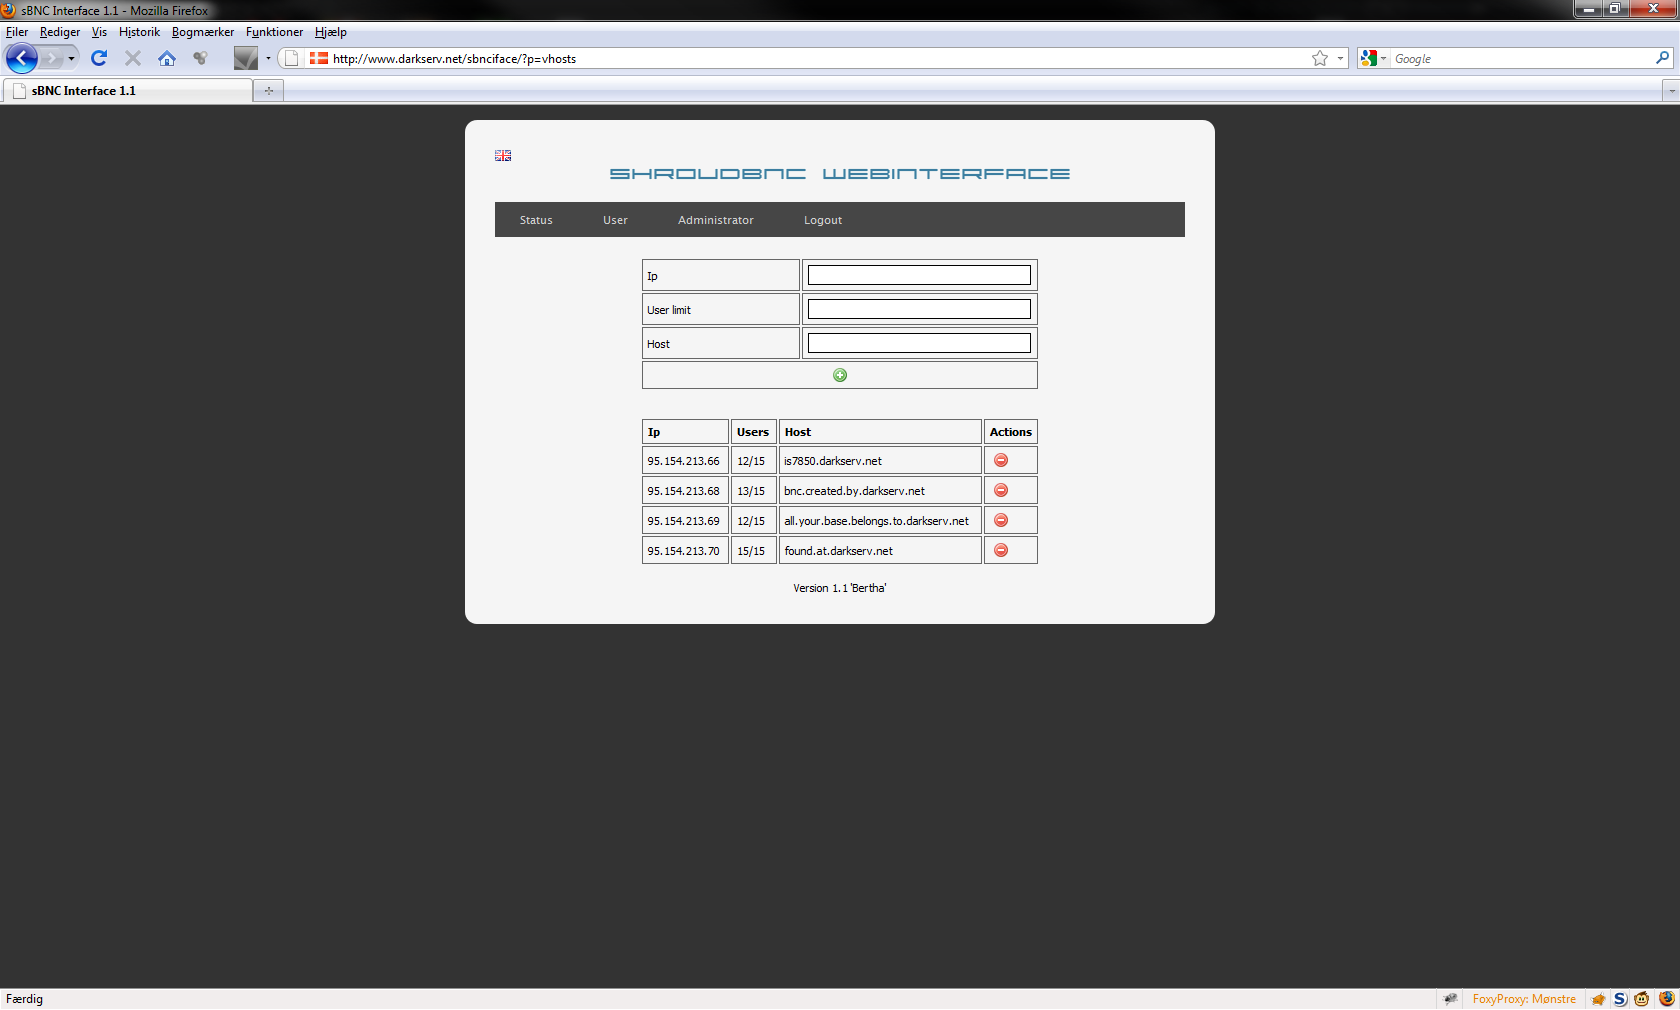 sBNC Interface 1.1 - Mozilla Firefox
Filer Rediger Vis Historik Bogmærker Funktioner Hjælp
http://www.darkserv.net/sbnciface/?p=vhosts
Google
sBNC Interface 1.1
SHROUDBNC WEBINTERFACE
Status User Administrator Logout
Ip
User limit
Host
Ip Users Host Actions
95.154.213.66 12/15 is7850.darkserv.net
95.154.213.68 13/15 bnc.created.by.darkserv.net
95.154.213.69 12/15 all.your.base.belongs.to.darkserv.net
95.154.213.70 15/15 found.at.darkserv.net
Version 1.1 'Bertha'
Færdig
FoxyProxy: Mønstre
S